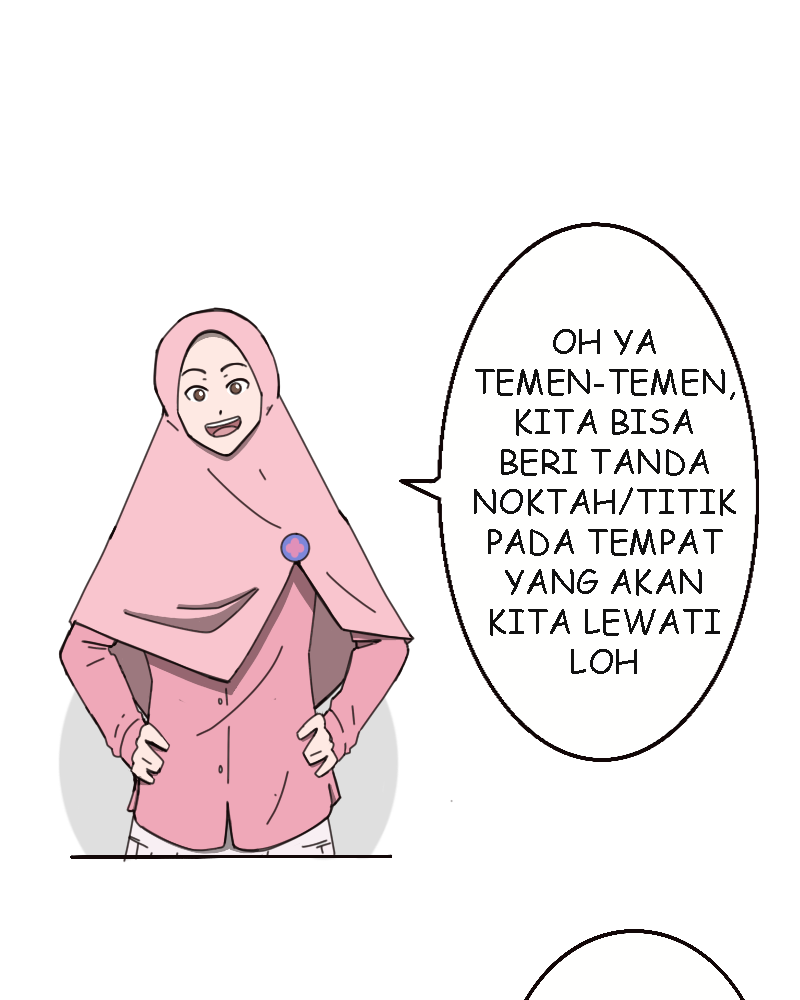 OH YA
TEMEN-TEMEN,
KITA BISA
BERI TANDA
NOKTAH/TITIK
PADA TEMPAT
YANG AKAN
KITA LEWATI
LOH